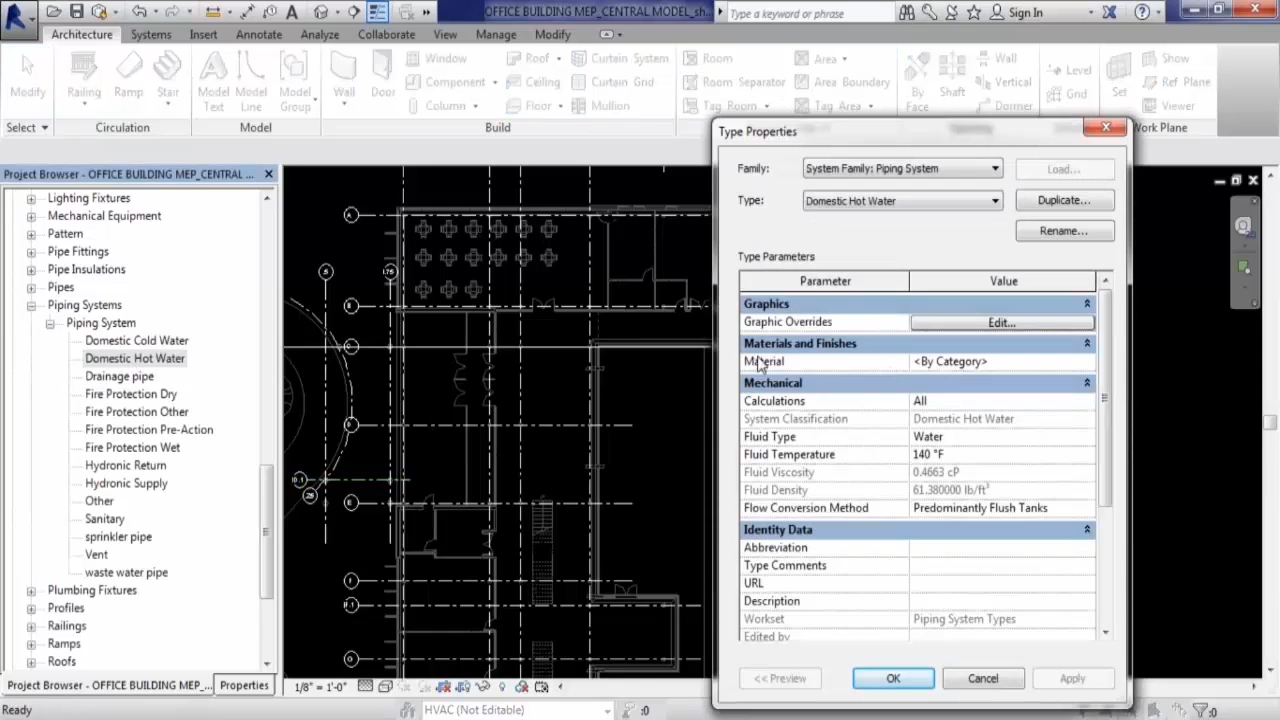 OFFICE BUILDING MEP_CENTRAL MODEL_sh...
Type a keyword or phrase
Sign In
Architecture Systems Insert Annotate Analyze Collaborate View Manage Modify
Modify
Railing Ramp Stair
Model Text
Model Line
Model Group
Wall Door
Window
Component
Column
Roof
Ceiling
Floor
Curtain System
Curtain Grid
Mullion
Room
Room Separator
Tag Room
Area
Area Boundary
Tag Area
By Face
Shaft
Wall
Vertical
Dormer
Level
Grid
Set
Show
Ref Plane
Viewer
Select
Circulation
Model
Build
Work Plane
Project Browser - OFFICE BUILDING MEP_CENTRAL ...
Lighting Fixtures
Mechanical Equipment
Pattern
Pipe Fittings
Pipe Insulations
Pipes
Piping Systems
Piping System
Domestic Cold Water
Domestic Hot Water
Drainage pipe
Fire Protection Dry
Fire Protection Other
Fire Protection Pre-Action
Fire Protection Wet
Hydronic Return
Hydronic Supply
Other
Sanitary
sprinkler pipe
Vent
waste water pipe
Plumbing Fixtures
Profiles
Railings
Ramps
Roofs
Project Browser - OFFICE BUILDING MEP_... Properties
Type Properties
Family: System Family: Piping System Load...
Type: Domestic Hot Water Duplicate...
Rename...
Type Parameters
Parameter Value
Graphics
Graphic Overrides Edit...
Materials and Finishes
Material <By Category>
Mechanical
Calculations All
System Classification Domestic Hot Water
Fluid Type Water
Fluid Temperature 140 °F
Fluid Viscosity 0.4663 cP
Fluid Density 61.380000 lb/ft³
Flow Conversion Method Predominantly Flush Tanks
Identity Data
Abbreviation
Type Comments
URL
Description
Workset Piping System Types
Edited by
<< Preview OK Cancel Apply
1/8" = 1'-0"
Ready
HVAC (Not Editable)
:0
:0